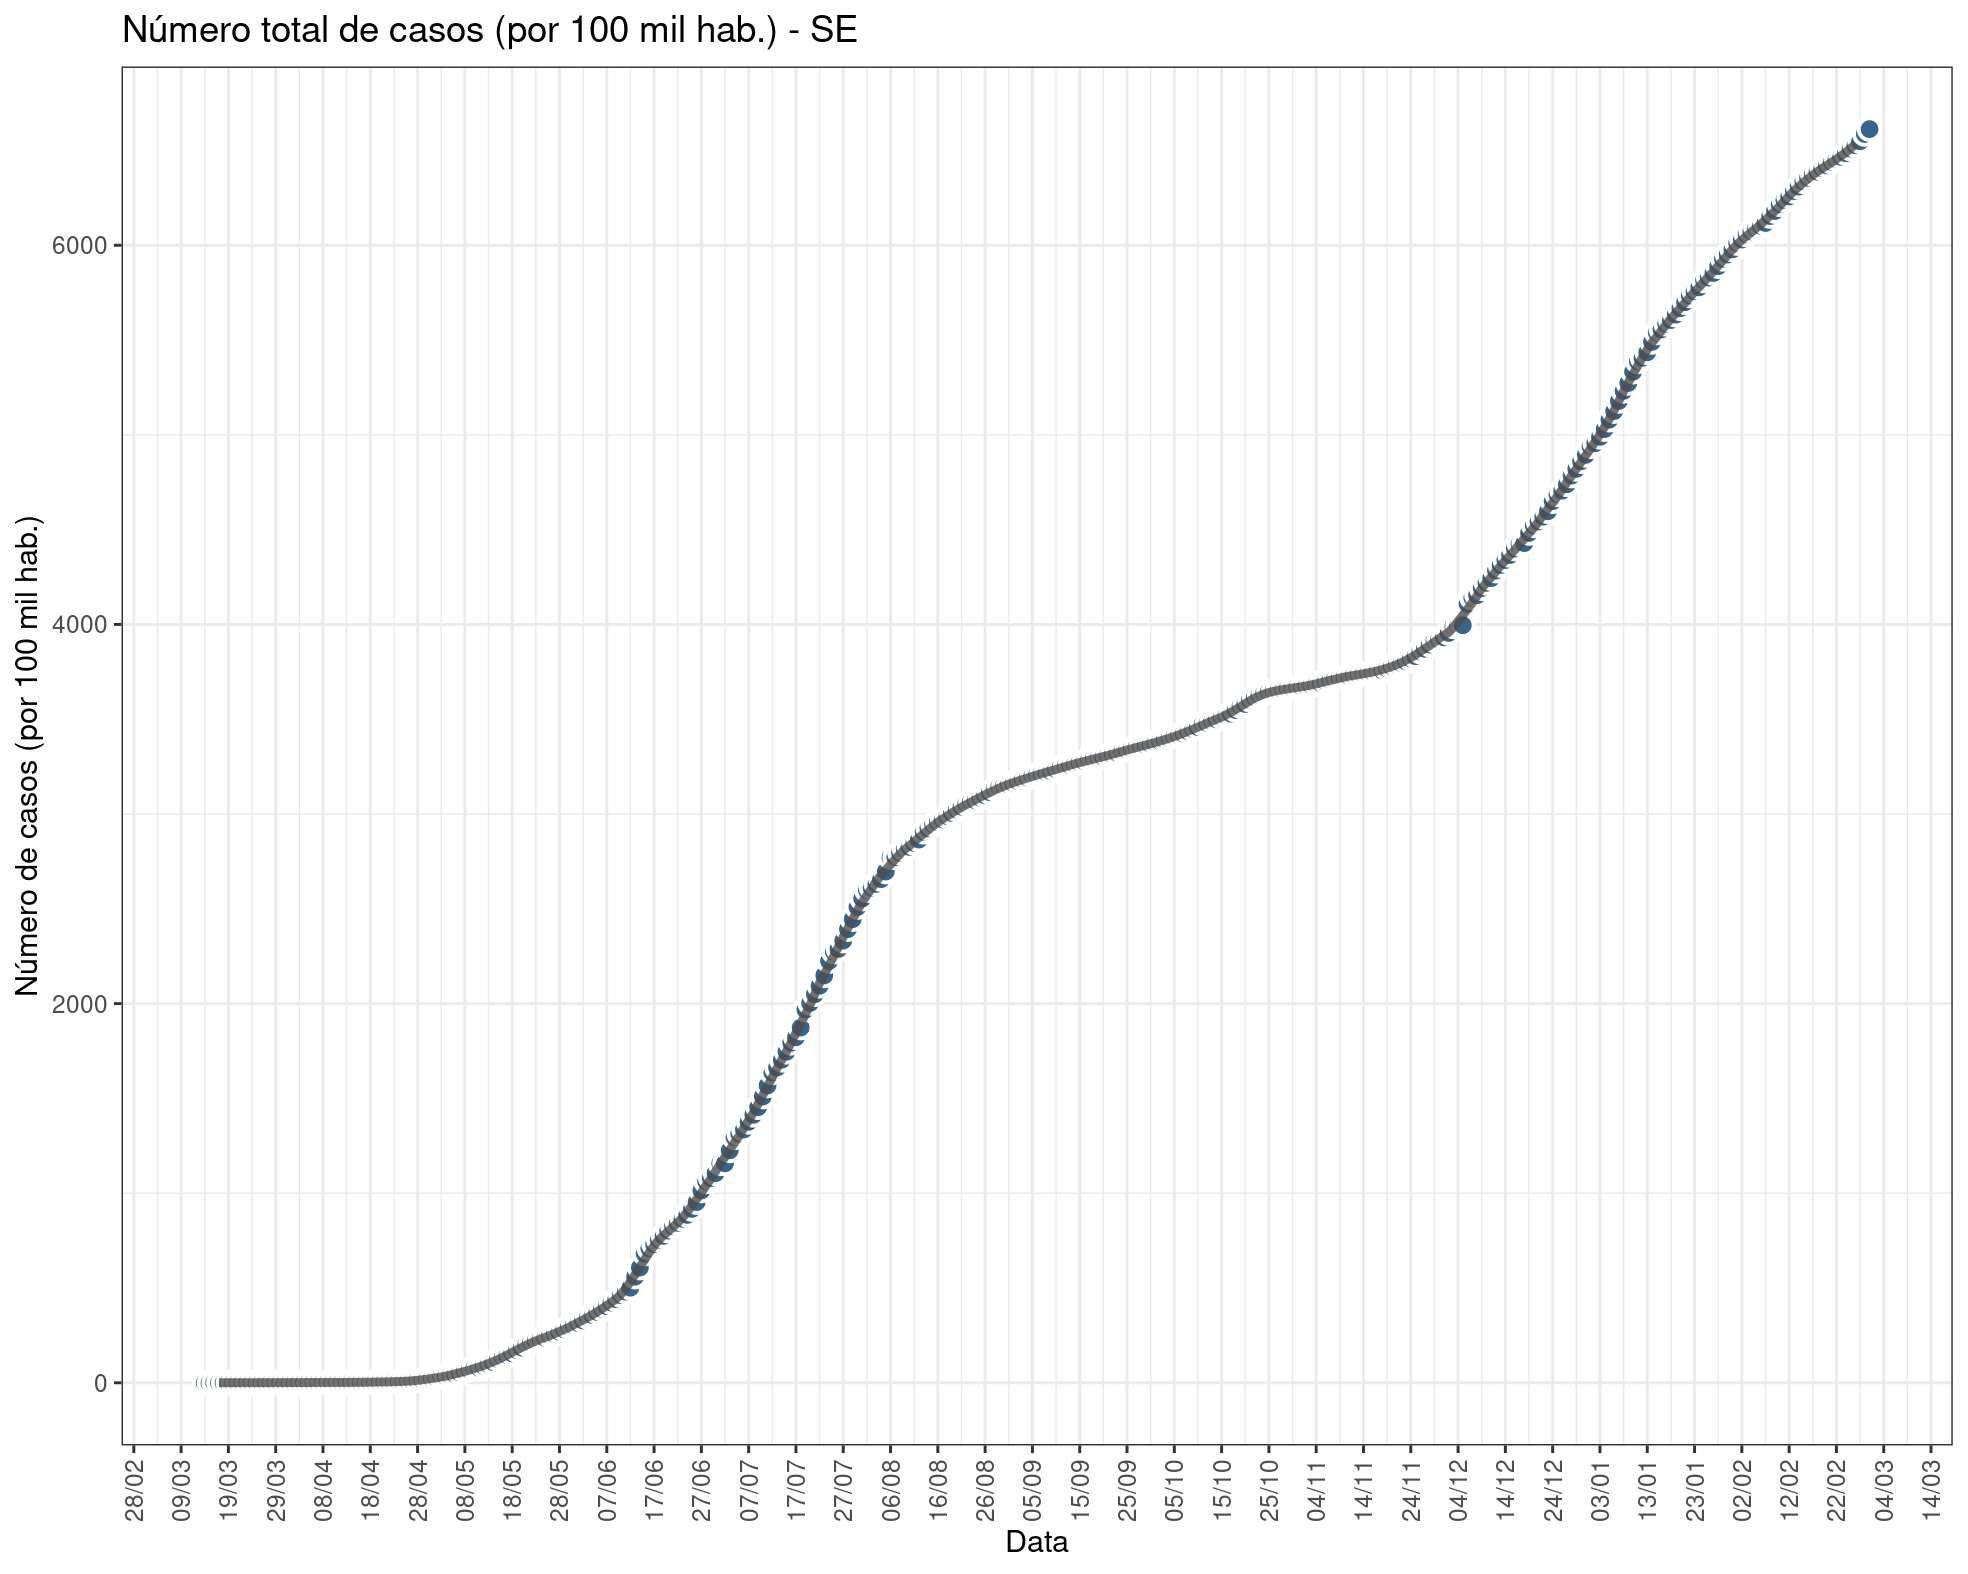 Número total de casos (por 100 mil hab.) - SE
Número de casos (por 100 mil hab.)
6000
4000
2000
0
28/02 09/03 19/03 29/03 08/04 18/04 28/04 08/05 18/05 28/05 07/06 17/06 27/06 07/07 17/07 27/07 06/08 16/08 26/08 05/09 15/09 25/09 05/10 15/10 25/10 04/11 14/11 24/11 04/12 14/12 24/12 03/01 13/01 23/01 02/02 12/02 22/02 04/03 14/03
Data